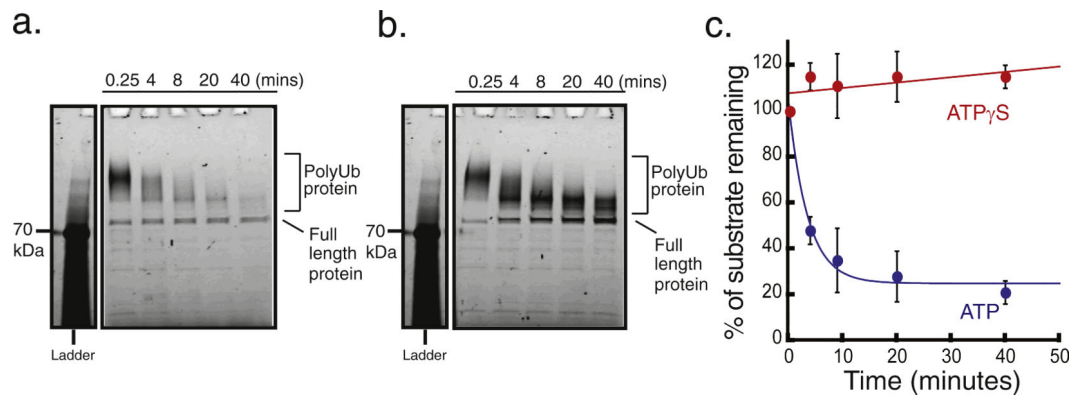 a.
0.25 4 8 20 40 (mins)
PolyUb
protein
70
kDa
Full
length
protein
Ladder
b.
0.25 4 8 20 40 (mins)
PolyUb
protein
70
kDa
Full
length
protein
Ladder
c.
% of substrate remaining
120
100
80
60
40
20
0
ATPγS
ATP
0 10 20 30 40 50
Time (minutes)